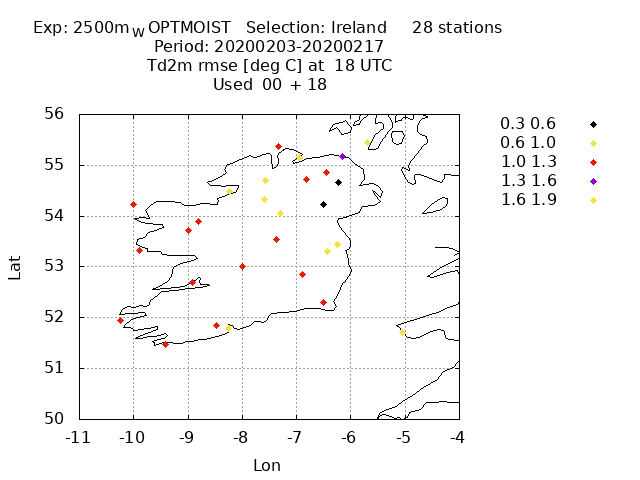 Exp: 2500m_W OPTMOIST Selection: Ireland 28 stations
Period: 20200203-20200217
Td2m rmse [deg C] at 18 UTC
Used 00 + 18
0.3 0.6
0.6 1.0
1.0 1.3
1.3 1.6
1.6 1.9
56
55
54
53
52
51
50
Lat
-11 -10 -9 -8 -7 -6 -5 -4
Lon